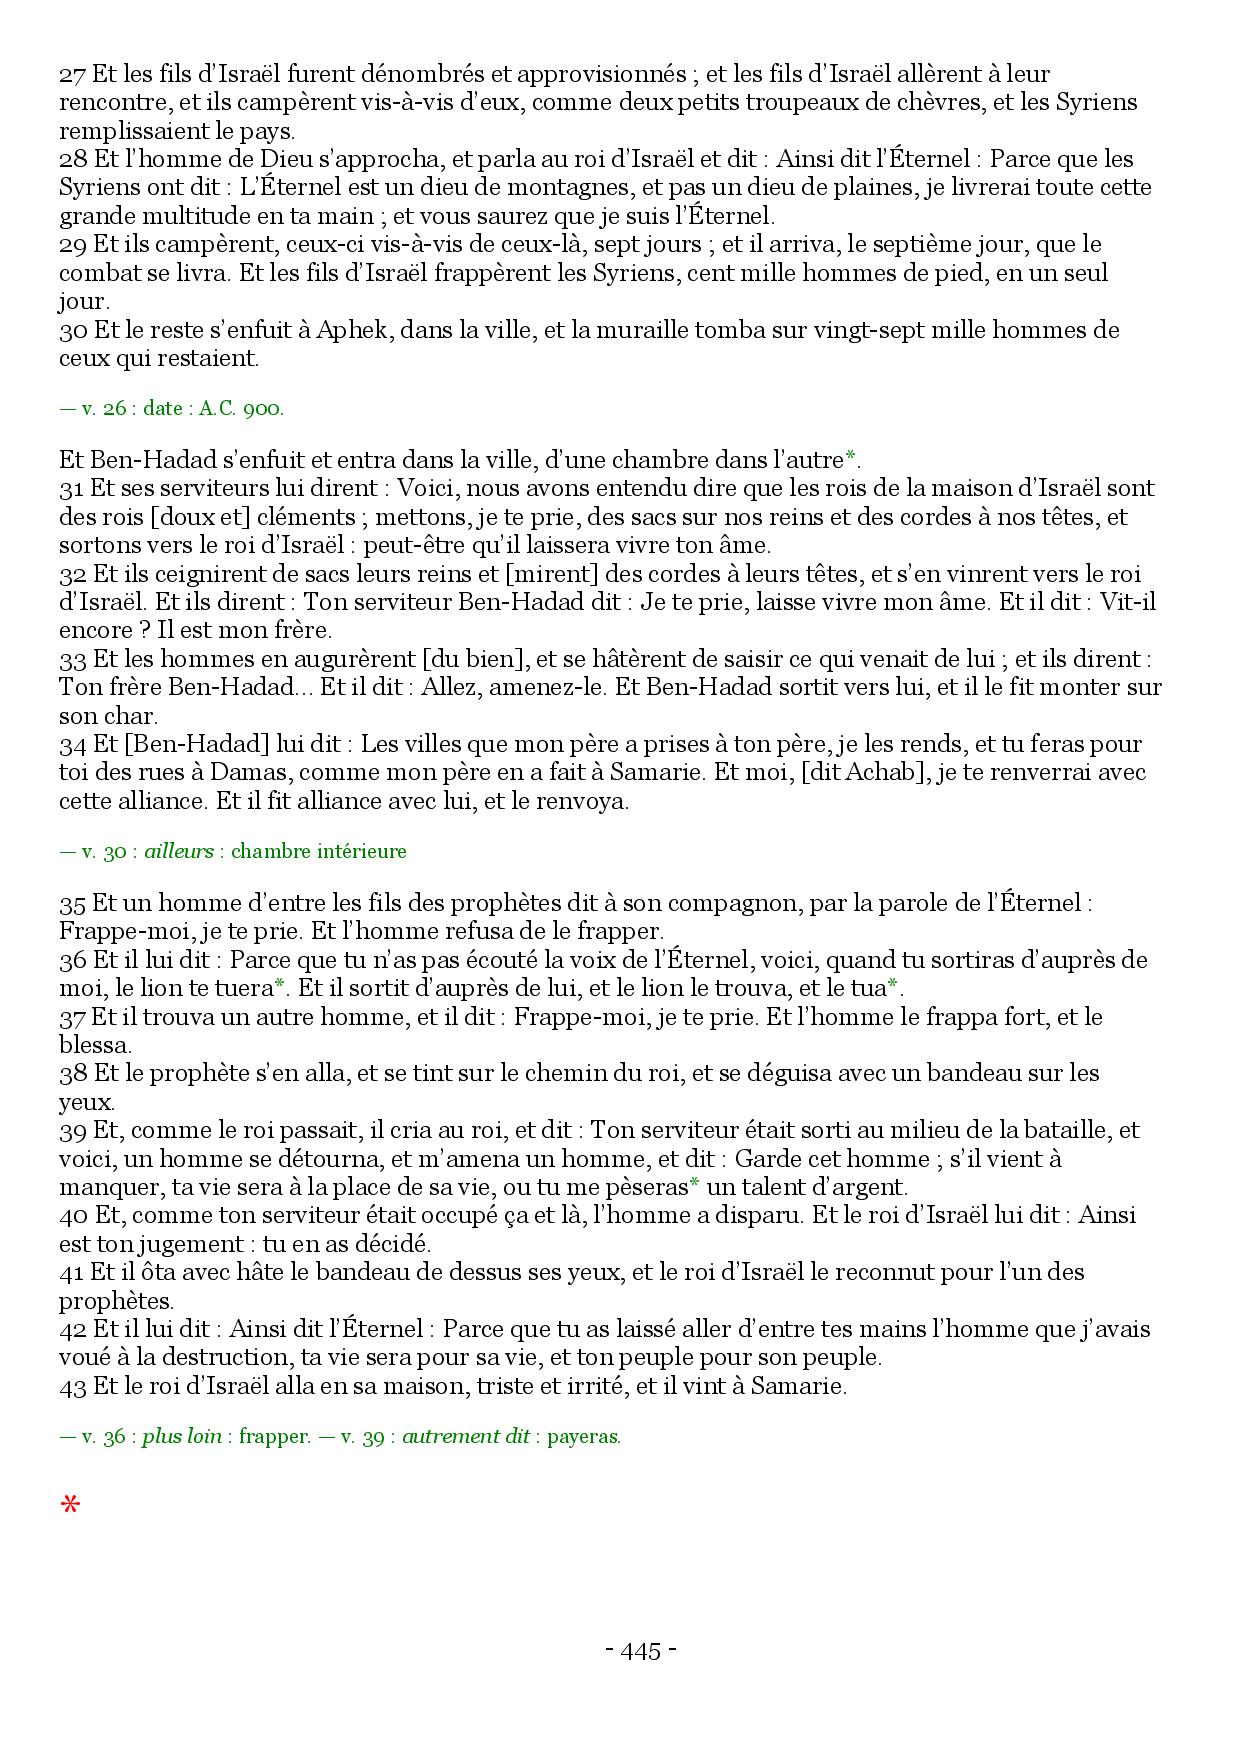 27 Et les fils d’Israël furent dénombrés et approvisionnés ; et les fils d’Israël allèrent à leur
rencontre, et ils campèrent vis-à-vis d’eux, comme deux petits troupeaux de chèvres, et les Syriens
remplissaient le pays.
28 Et l’homme de Dieu s’approcha, et parla au roi d’Israël et dit : Ainsi dit l’Éternel : Parce que les
Syriens ont dit : L’Éternel est un dieu de montagnes, et pas un dieu de plaines, je livrerai toute cette
grande multitude en ta main ; et vous saurez que je suis l’Éternel.
29 Et ils campèrent, ceux-ci vis-à-vis de ceux-là, sept jours ; et il arriva, le septième jour, que le
combat se livra. Et les fils d’Israël frappèrent les Syriens, cent mille hommes de pied, en un seul
jour.
30 Et le reste s’enfuit à Aphek, dans la ville, et la muraille tomba sur vingt-sept mille hommes de
ceux qui restaient.
— v. 26 : date : A.C. 900.
Et Ben-Hadad s’enfuit et entra dans la ville, d’une chambre dans l’autre*.
31 Et ses serviteurs lui dirent : Voici, nous avons entendu dire que les rois de la maison d’Israël sont
des rois [doux et] cléments ; mettons, je te prie, des sacs sur nos reins et des cordes à nos têtes, et
sortons vers le roi d’Israël : peut-être qu’il laissera vivre ton âme.
32 Et ils ceignirent de sacs leurs reins et [mirent] des cordes à leurs têtes, et s’en vinrent vers le roi
d’Israël. Et ils dirent : Ton serviteur Ben-Hadad dit : Je te prie, laisse vivre mon âme. Et il dit : Vit-il
encore ? Il est mon frère.
33 Et les hommes en augurèrent [du bien], et se hâtèrent de saisir ce qui venait de lui ; et ils dirent :
Ton frère Ben-Hadad... Et il dit : Allez, amenez-le. Et Ben-Hadad sortit vers lui, et il le fit monter sur
son char.
34 Et [Ben-Hadad] lui dit : Les villes que mon père a prises à ton père, je les rends, et tu feras pour
toi des rues à Damas, comme mon père en a fait à Samarie. Et moi, [dit Achab], je te renverrai avec
cette alliance. Et il fit alliance avec lui, et le renvoya.
— v. 30 : ailleurs : chambre intérieure
35 Et un homme d’entre les fils des prophètes dit à son compagnon, par la parole de l’Éternel :
Frappe-moi, je te prie. Et l’homme refusa de le frapper.
36 Et il lui dit : Parce que tu n’as pas écouté la voix de l’Éternel, voici, quand tu sortiras d’auprès de
moi, le lion te tuera*. Et il sortit d’auprès de lui, et le lion le trouva, et le tua*.
37 Et il trouva un autre homme, et il dit : Frappe-moi, je te prie. Et l’homme le frappa fort, et le
blessa.
38 Et le prophète s’en alla, et se tint sur le chemin du roi, et se déguisa avec un bandeau sur les
yeux.
39 Et, comme le roi passait, il cria au roi, et dit : Ton serviteur était sorti au milieu de la bataille, et
voici, un homme se détourna, et m’amena un homme, et dit : Garde cet homme ; s’il vient à
manquer, ta vie sera à la place de sa vie, ou tu me pèseras* un talent d’argent.
40 Et, comme ton serviteur était occupé ça et là, l’homme a disparu. Et le roi d’Israël lui dit : Ainsi
est ton jugement : tu en as décidé.
41 Et il ôta avec hâte le bandeau de dessus ses yeux, et le roi d’Israël le reconnut pour l’un des
prophètes.
42 Et il lui dit : Ainsi dit l’Éternel : Parce que tu as laissé aller d’entre tes mains l’homme que j’avais
voué à la destruction, ta vie sera pour sa vie, et ton peuple pour son peuple.
43 Et le roi d’Israël alla en sa maison, triste et irrité, et il vint à Samarie.
— v. 36 : plus loin : frapper. — v. 39 : autrement dit : payeras.
*
- 445 -